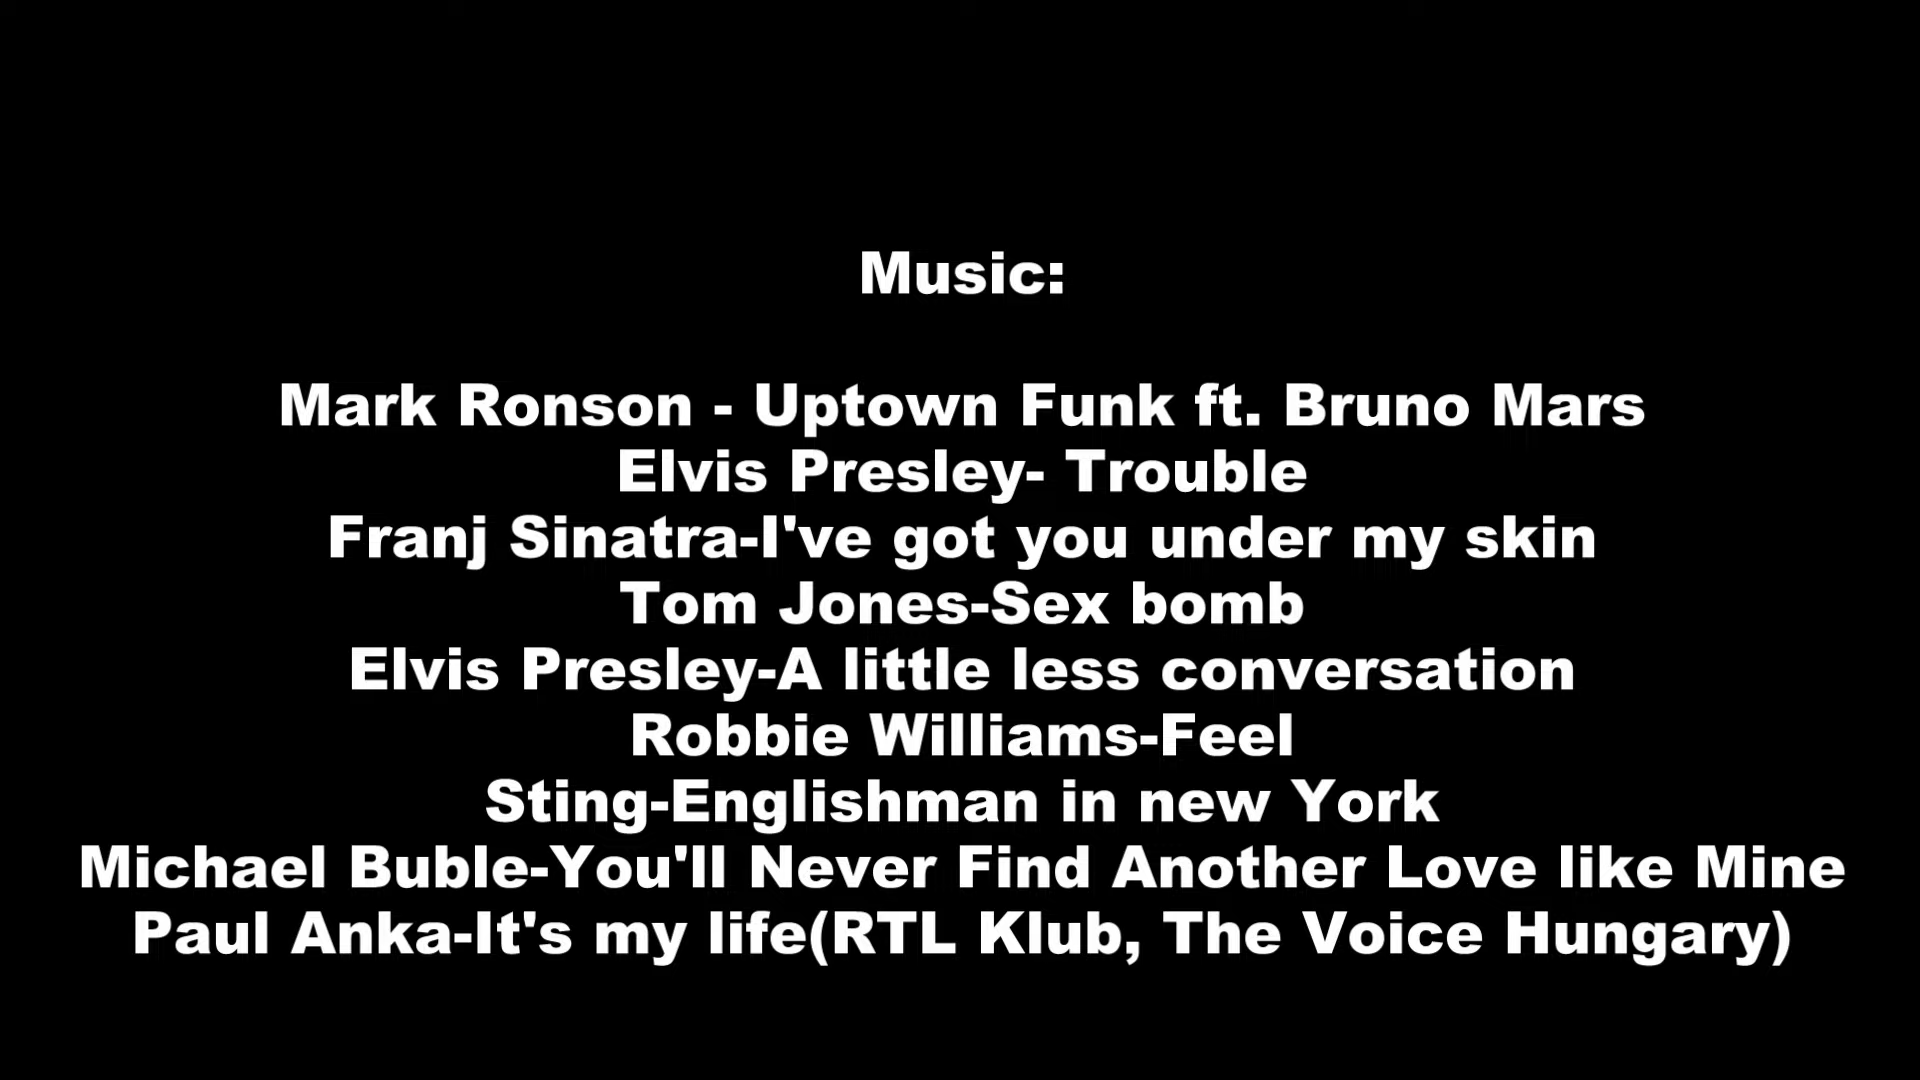 Music:
Mark Ronson - Uptown Funk ft. Bruno Mars
Elvis Presley- Trouble
Franj Sinatra-I've got you under my skin
Tom Jones-Sex bomb
Elvis Presley-A little less conversation
Robbie Williams-Feel
Sting-Englishman in new York
Michael Buble-You'll Never Find Another Love like Mine
Paul Anka-It's my life(RTL Klub, The Voice Hungary)